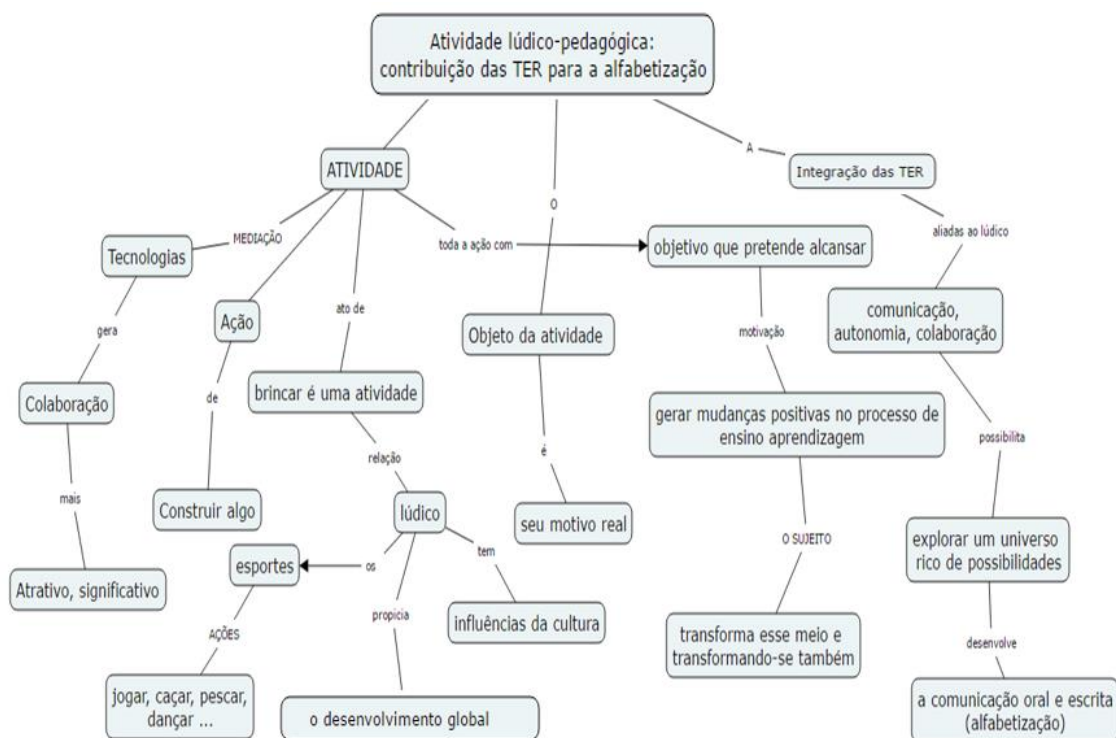 Atividade lúdico-pedagógica:
contribuição das TER para a alfabetização
A
ATIVIDADE
Integração das TER
O
MEDIAÇÃO
toda a ação com
aliadas ao lúdico
Tecnologias
objetivo que pretende alcansar
ato de
Ação
Objeto da atividade
comunicação,
autonomia, colaboração
gera
motivação
Colaboração
de
brincar é uma atividade
gerar mudanças positivas no processo de
ensino aprendizagem
possibilita
relação
é
mais
Construir algo
lúdico
seu motivo real
O SUJEITO
explorar um universo
rico de possibilidades
tem
esportes
os
Atrativo, significativo
propicia
influências da cultura
AÇÕES
transforma esse meio e
transformando-se também
desenvolve
jogar, caçar, pescar,
dançar ...
o desenvolvimento global
a comunicação oral e escrita
(alfabetização)